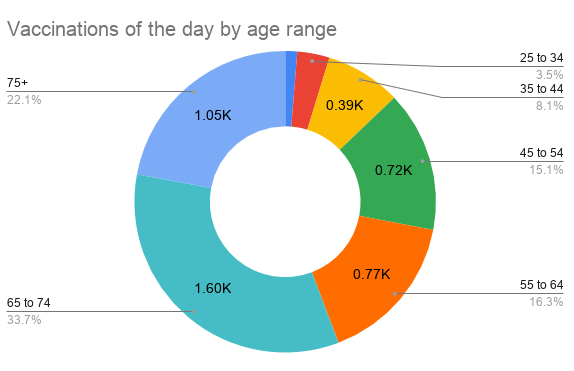 Vaccinations of the day by age range
25 to 34
3.5%
35 to 44
8.1%
45 to 54
15.1%
55 to 64
16.3%
65 to 74
33.7%
75+
22.1%
0.39K
0.72K
0.77K
1.60K
1.05K